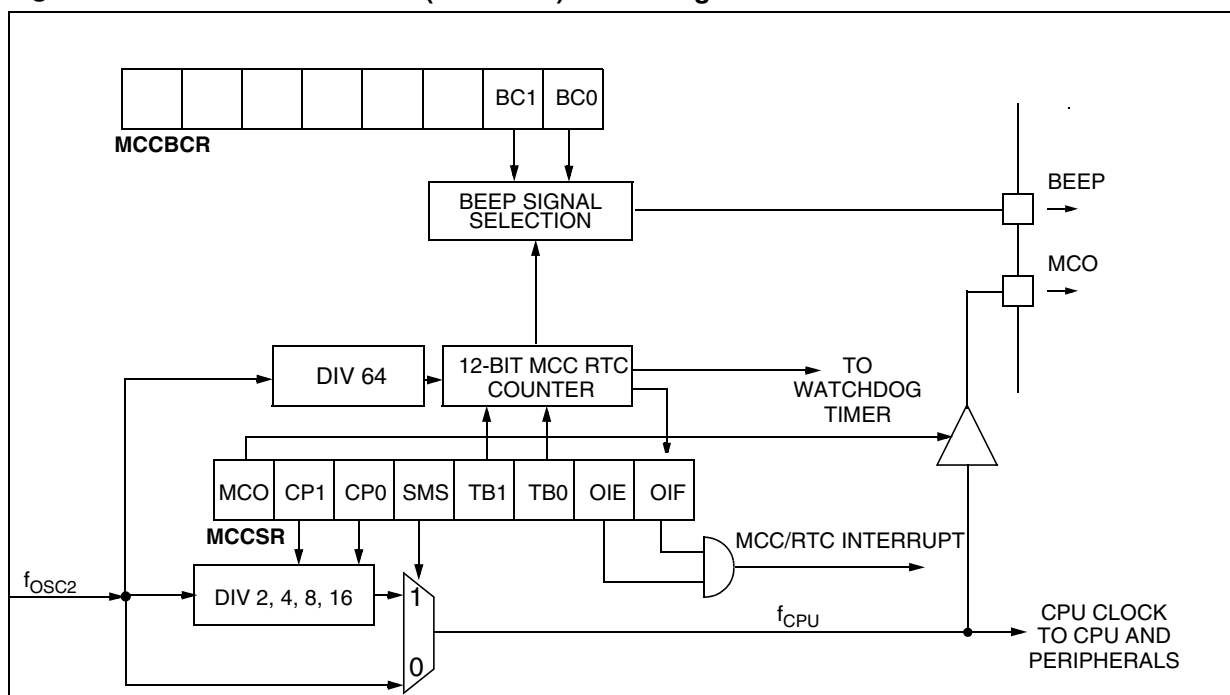 BC1 BC0
MCCBCR
BEEP SIGNAL
SELECTION
BEEP
MCO
DIV 64
12-BIT MCC RTC
COUNTER
TO
WATCHDOG
TIMER
MCO CP1 CP0 SMS TB1 TB0 OIE OIF
MCCSR
MCC/RTC INTERRUPT
fOSC2
DIV 2, 4, 8, 16
1
0
fCPU
CPU CLOCK
TO CPU AND
PERIPHERALS